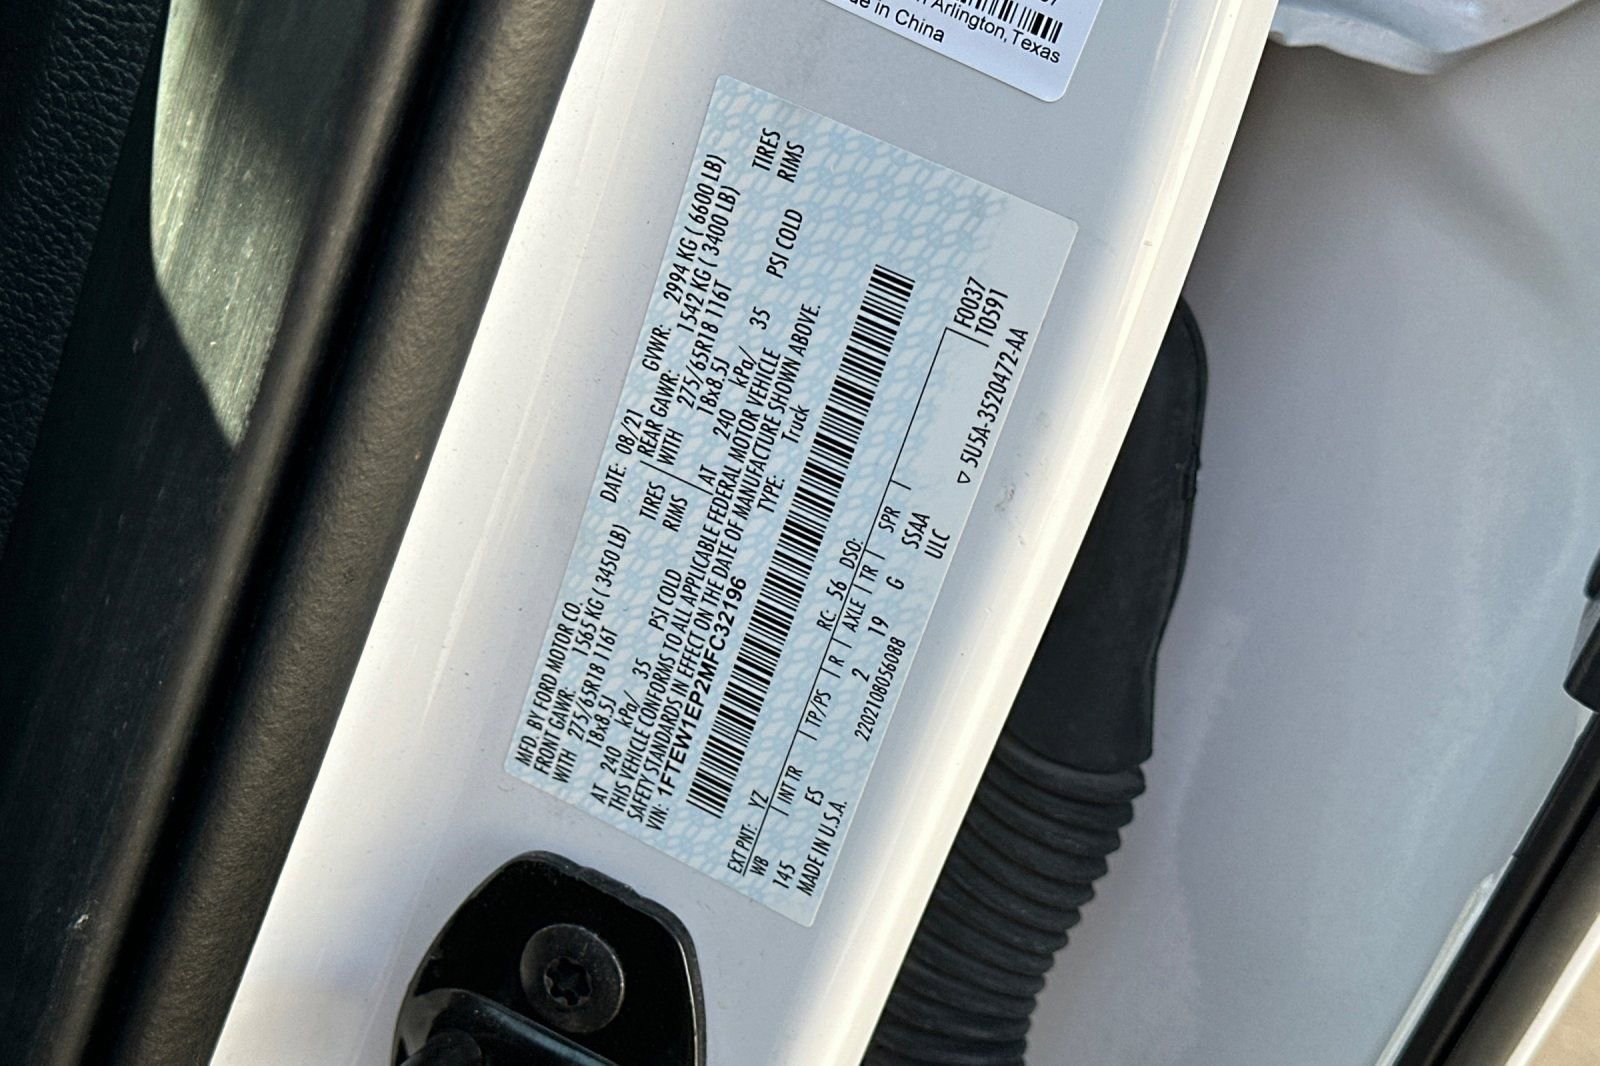 Arlington, Texas
in China
MFD. BY FORD MOTOR CO.
DATE: 08/21 GVWR: 2994 KG ( 6600 LB)
FRONT GAWR: 1565 KG ( 3450 LB)
REAR GAWR: 1542 KG ( 3400 LB)
WITH 275/65R18 116T TIRES
WITH 275/65R18 116T TIRES
18x8.5J RIMS
18x8.5J RIMS
AT 240 kPa/ 35 PSI COLD
AT 240 kPa/ 35 PSI COLD
THIS VEHICLE CONFORMS TO ALL APPLICABLE FEDERAL MOTOR VEHICLE
SAFETY STANDARDS IN EFFECT ON THE DATE OF MANUFACTURE SHOWN ABOVE.
VIN: 1FTEW1EP2MFC32196 TYPE: Truck
EXT PNT: YZ RC: 56 DSO:
WB INT TR TP/PS R AXLE TR SPR F0037
145 ES 2 19 G SSAA T0591
ULC
MADE IN U.S.A. 2202108056088 ▽ 5U5A-3520472-AA